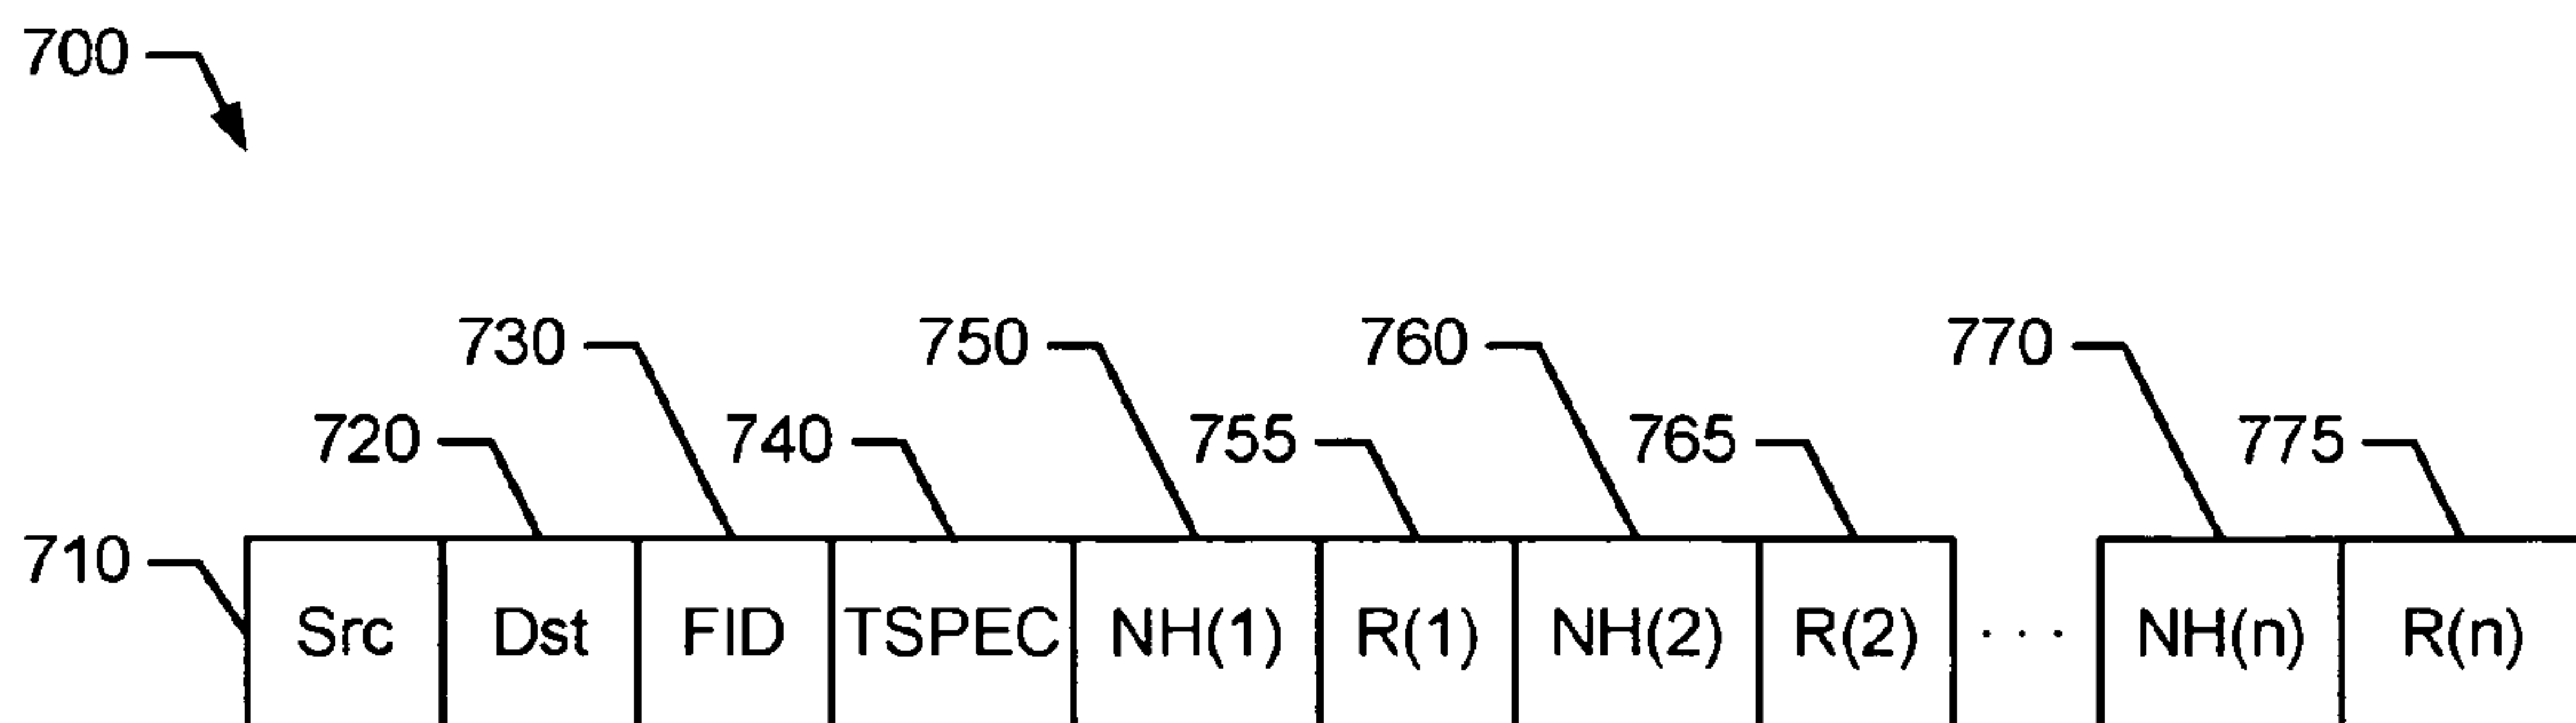 700
730 750 760 770
720 740 755 765 775
710
Src Dst FID TSPEC NH(1) R(1) NH(2) R(2) . . . NH(n) R(n)